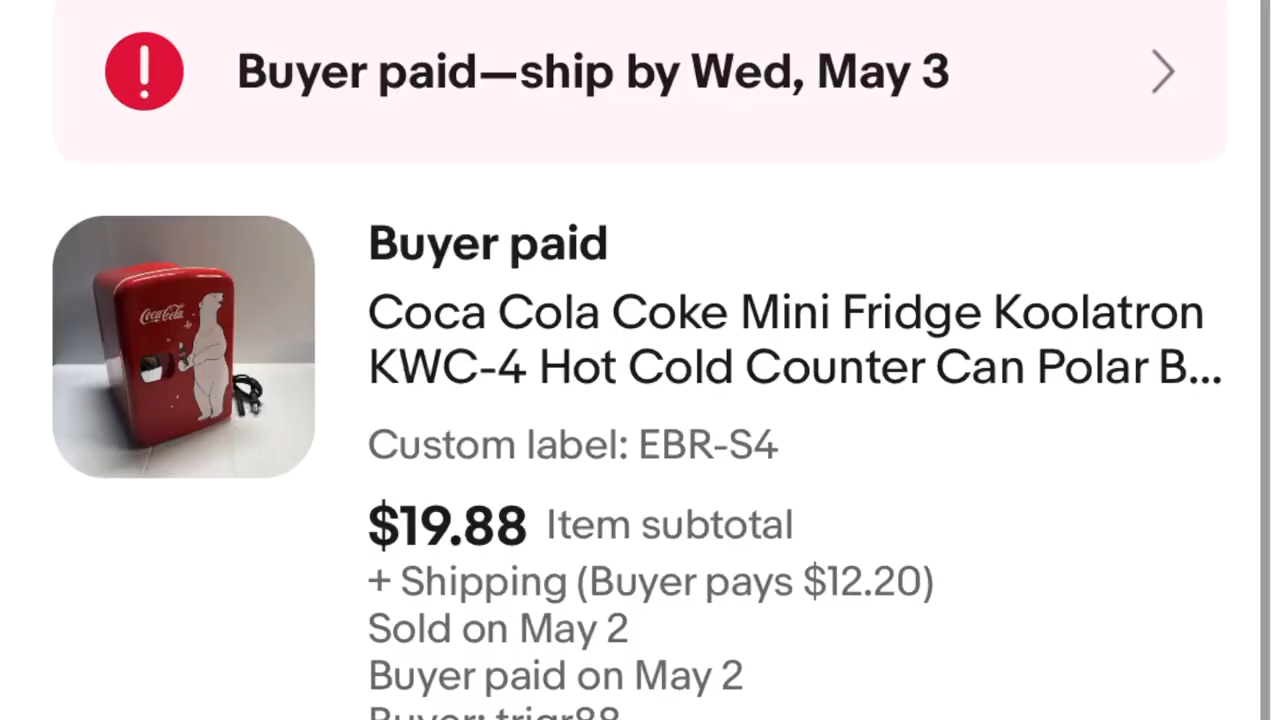 Buyer paid—ship by Wed, May 3
Buyer paid
Coca Cola Coke Mini Fridge Koolatron
KWC-4 Hot Cold Counter Can Polar B...
Coca-Cola
Custom label: EBR-S4
$19.88 Item subtotal
+ Shipping (Buyer pays $12.20)
Sold on May 2
Buyer paid on May 2
Buyer: trigr88